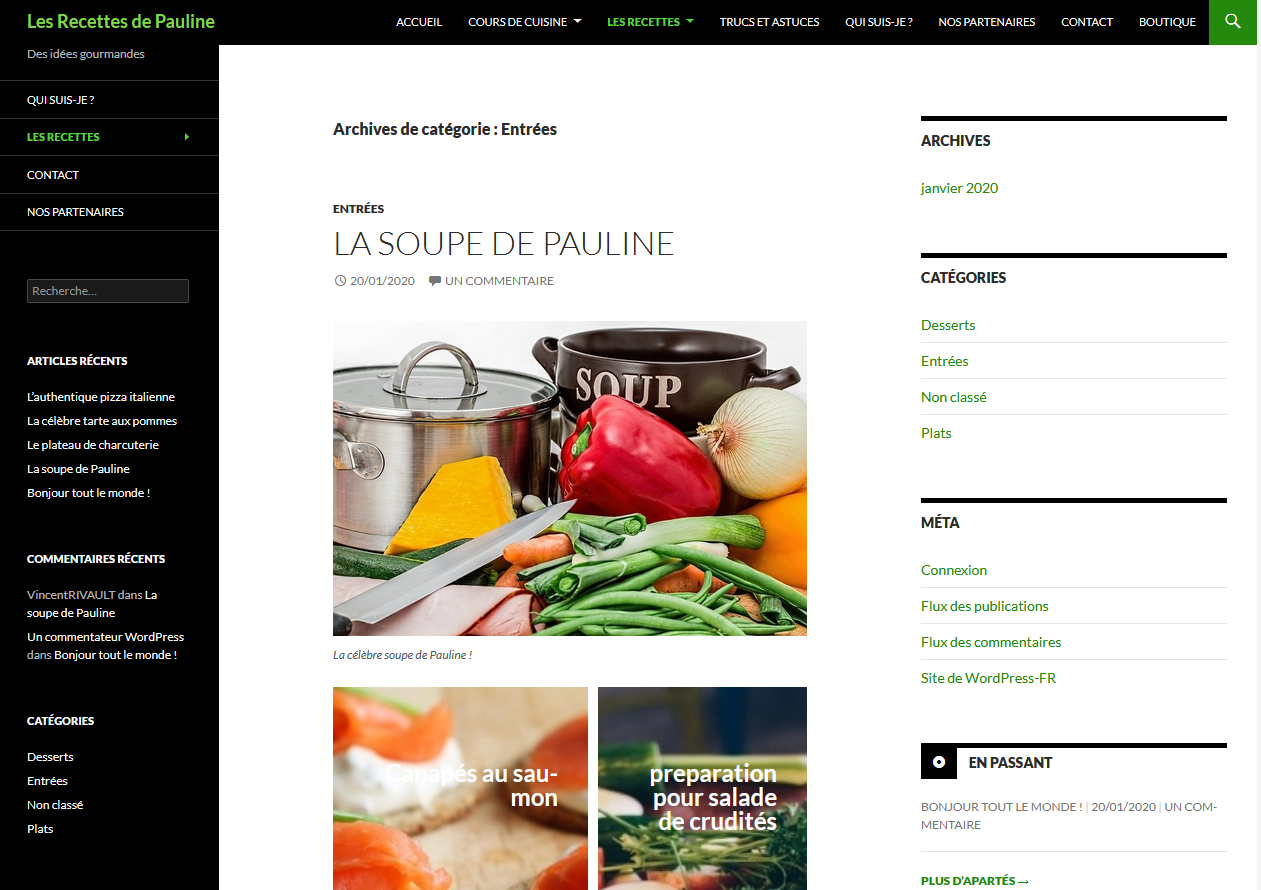 Les Recettes de Pauline
ACCUEIL
COURS DE CUISINE
LES RECETTES
TRUCS ET ASTUCES
QUI SUIS-JE ?
NOS PARTENAIRES
CONTACT
BOUTIQUE
Des idées gourmandes
QUI SUIS-JE ?
LES RECETTES
CONTACT
NOS PARTENAIRES
Recherche...
ARTICLES RÉCENTS
L'authentique pizza italienne
La célèbre tarte aux pommes
Le plateau de charcuterie
La soupe de Pauline
Bonjour tout le monde !
COMMENTAIRES RÉCENTS
VincentRIVAULT dans La
soupe de Pauline
Un commentateur WordPress
dans Bonjour tout le monde !
CATÉGORIES
Desserts
Entrées
Non classé
Plats
Archives de catégorie : Entrées
ENTRÉES
LA SOUPE DE PAULINE
20/01/2020
UN COMMENTAIRE
SOUP
La célèbre soupe de Pauline !
Canapés au sau-
mon
preparation
pour salade
de crudités
ARCHIVES
janvier 2020
CATÉGORIES
Desserts
Entrées
Non classé
Plats
MÉTA
Connexion
Flux des publications
Flux des commentaires
Site de WordPress-FR
EN PASSANT
BONJOUR TOUT LE MONDE ! | 20/01/2020 | UN COM-
MENTAIRE
PLUS D'APARTÉS →